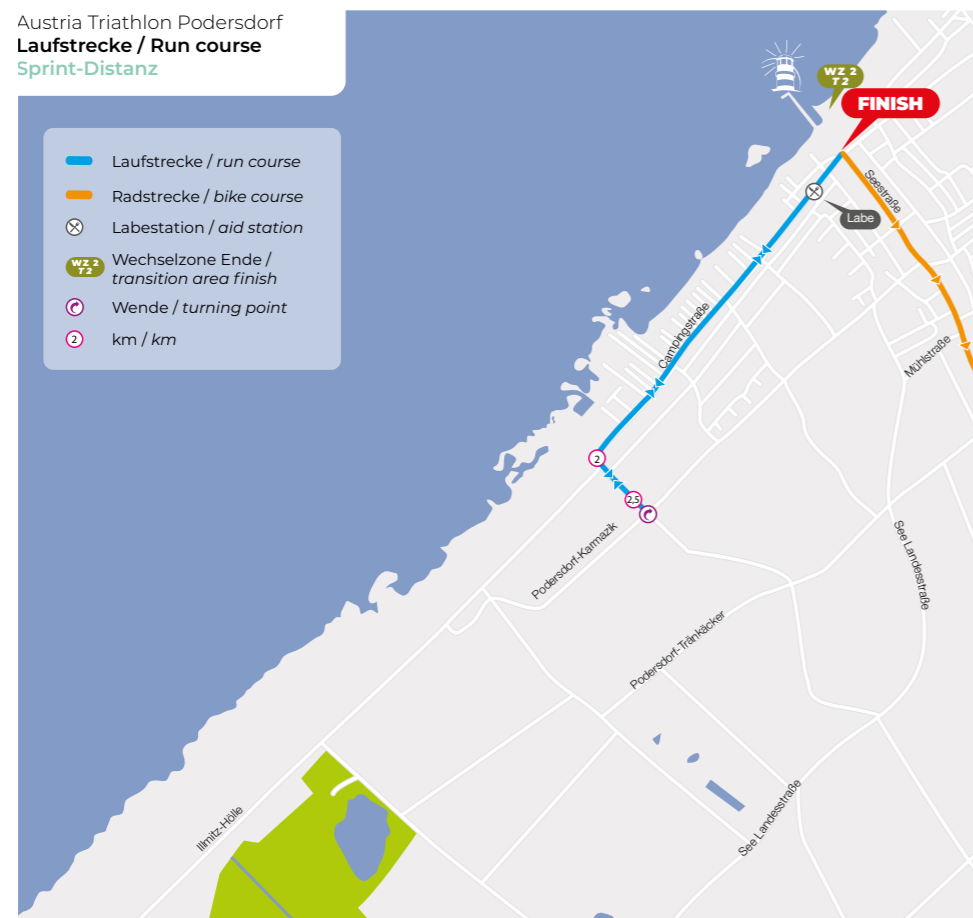 Austria Triathlon Podersdorf
Laufstrecke / Run course
Sprint-Distanz
Laufstrecke / run course
Radstrecke / bike course
Labestation / aid station
WZ 2
T 2
Wechselzone Ende /
transition area finish
Wende / turning point
2
km / km
WZ 2
T 2
FINISH
Labe
Seestraße
Campingstraße
Mühlstraße
2
2,5
Podersdorf-Karmazik
See Landesstraße
Podersdorf-Tränkäcker
See Landesstraße
Illmitz-Hölle